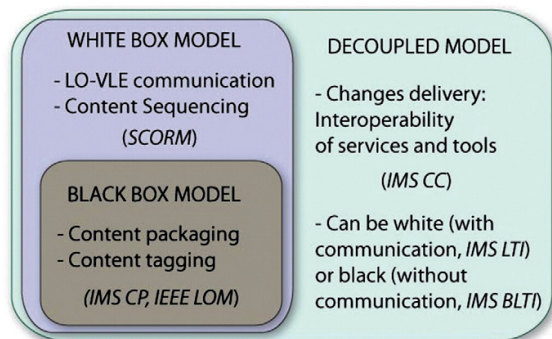 WHITE BOX MODEL
- LO-VLE communication
- Content Sequencing
(SCORM)
BLACK BOX MODEL
- Content packaging
- Content tagging
(IMS CP, IEEE LOM)
DECOUPLED MODEL
- Changes delivery:
Interoperability
of services and tools
(IMS CC)
- Can be white (with
communication, IMS LTI)
or black (without
communication, IMS BLTI)